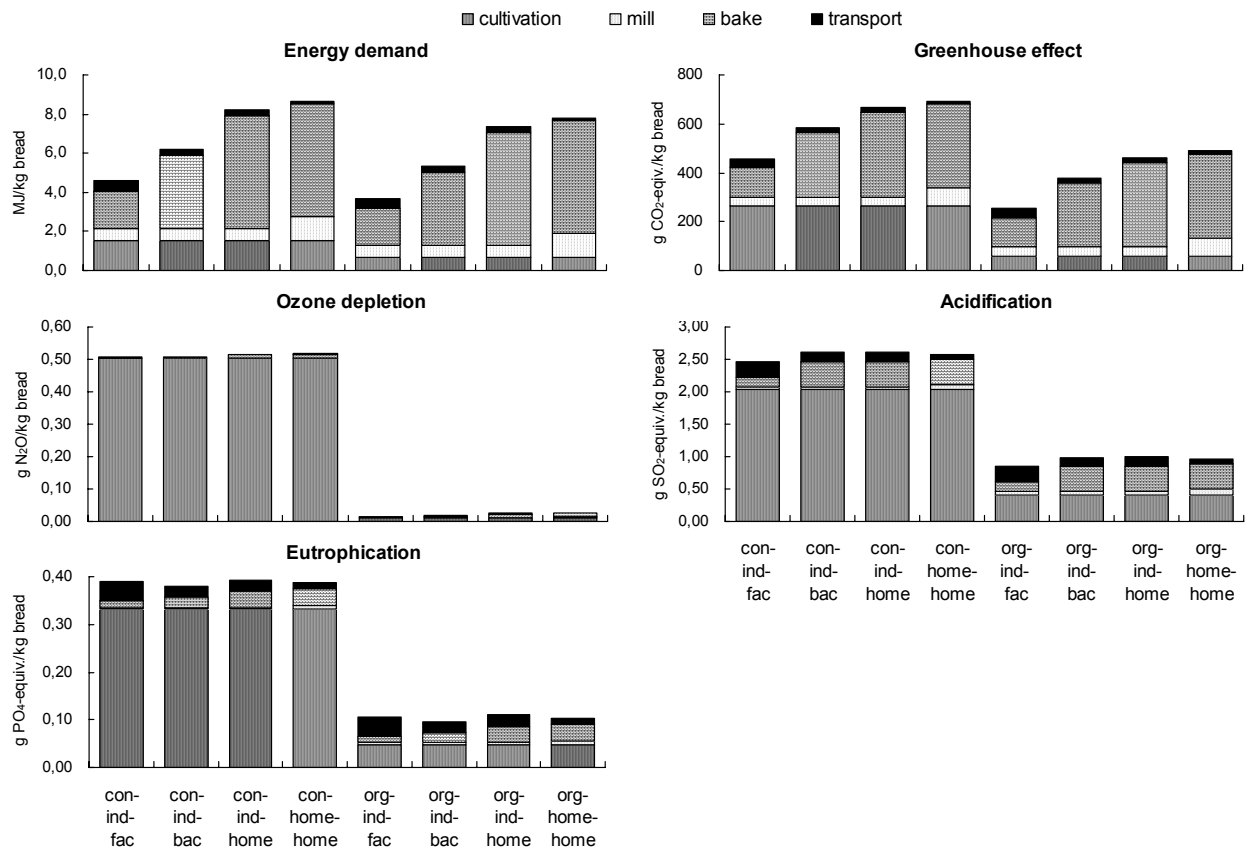 cultivation mill bake transport
Energy demand
10,0
8,0
6,0
4,0
2,0
0,0
MJ/kg bread
Greenhouse effect
800
600
400
200
0
g CO₂-eqiv./kg bread
Ozone depletion
0,60
0,50
0,40
0,30
0,20
0,10
0,00
g N₂O/kg bread
Acidification
3,00
2,50
2,00
1,50
1,00
0,50
0,00
g SO₂-equiv./kg bread
con-ind-fac
con-ind-bac
con-ind-home
con-home-home
org-ind-fac
org-ind-bac
org-ind-home
org-home-home
Eutrophication
0,40
0,30
0,20
0,10
0,00
g PO₄-equiv./kg bread
con-ind-fac
con-ind-bac
con-ind-home
con-home-home
org-ind-fac
org-ind-bac
org-ind-home
org-home-home